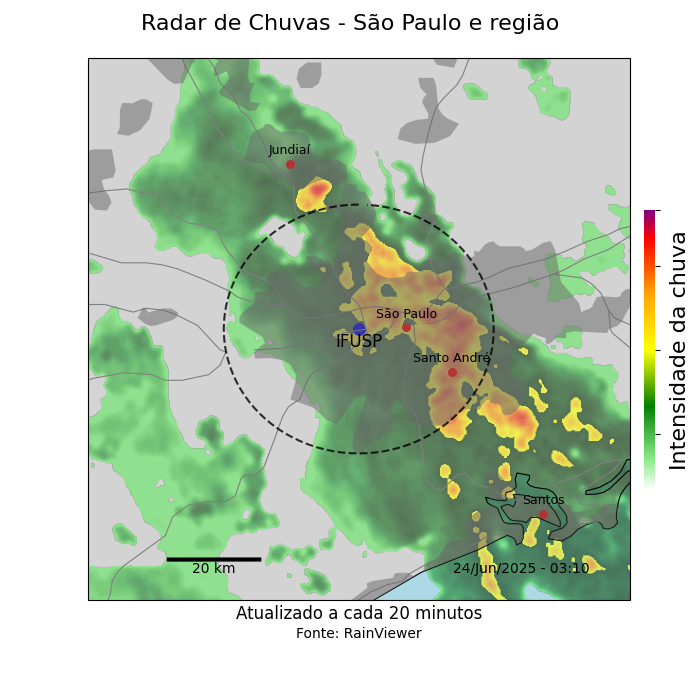 Radar de Chuvas - São Paulo e região
Jundiaí
São Paulo
IFUSP
Santo André
Santos
20 km
24/Jun/2025 - 03:10
Intensidade da chuva
Atualizado a cada 20 minutos
Fonte: RainViewer